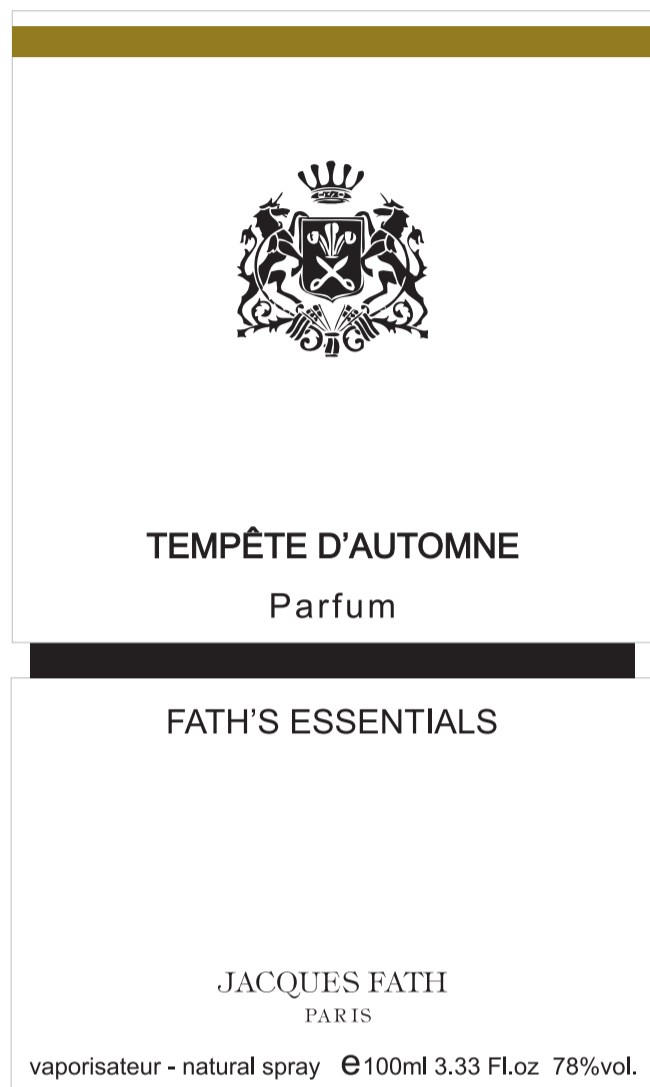 TEMPÊTE D’AUTOMNE
Parfum
FATH’S ESSENTIALS
JACQUES FATH
PARIS
vaporisateur - natural spray ℮100ml 3.33 Fl.oz 78%vol.